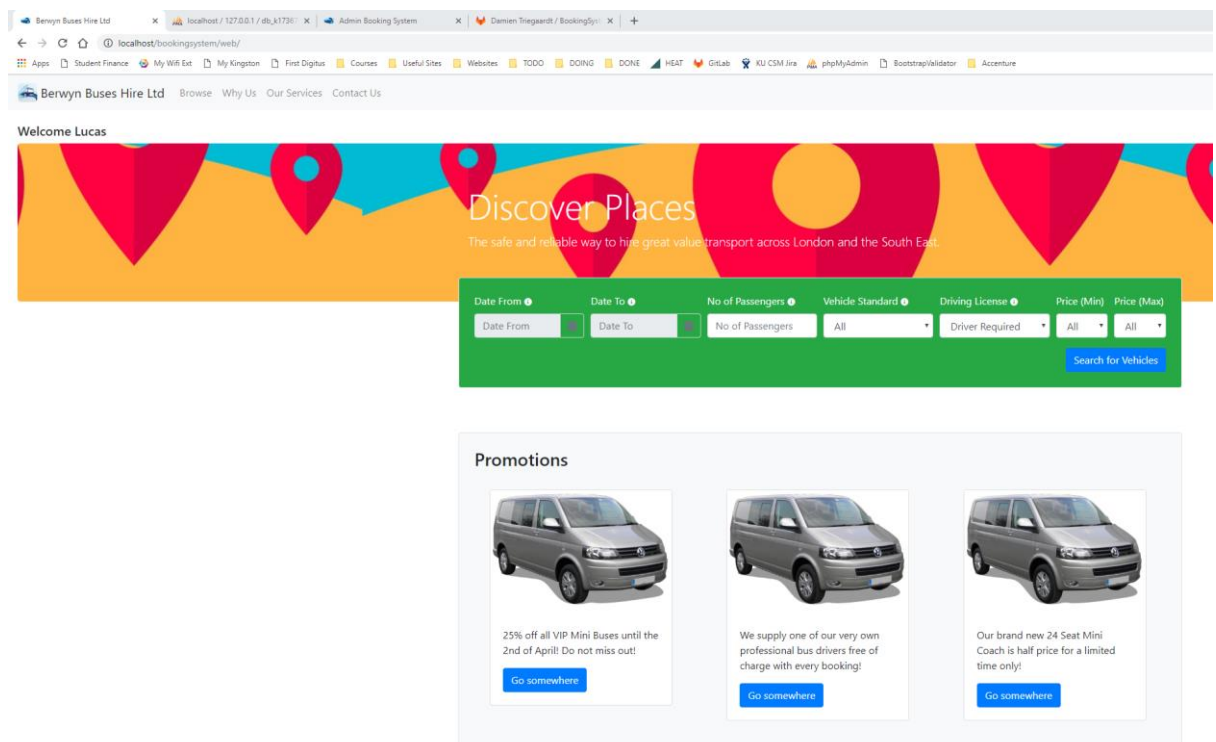 Berwyn Buses Hire Ltd
localhost / 127.0.0.1 / db_k1736
Admin Booking System
Damien Triegaardt / BookingSyst
localhost/bookingsystem/web/
Apps Student Finance My Wifi Ext My Kingston First Digitus Courses Useful Sites Websites TODO DOING DONE HEAT GitLab KU CSM Jira phpMyAdmin BootstrapValidator Accenture
Berwyn Buses Hire Ltd Browse Why Us Our Services Contact Us
Welcome Lucas
Discover Places
The safe and reliable way to hire great value transport across London and the South East.
Date From Date To No of Passengers Vehicle Standard Driving License Price (Min) Price (Max)
Date From Date To No of Passengers All Driver Required All All
Search for Vehicles
Promotions
25% off all VIP Mini Buses until the
2nd of April! Do not miss out!
Go somewhere
We supply one of our very own
professional bus drivers free of
charge with every booking!
Go somewhere
Our brand new 24 Seat Mini
Coach is half price for a limited
time only!
Go somewhere